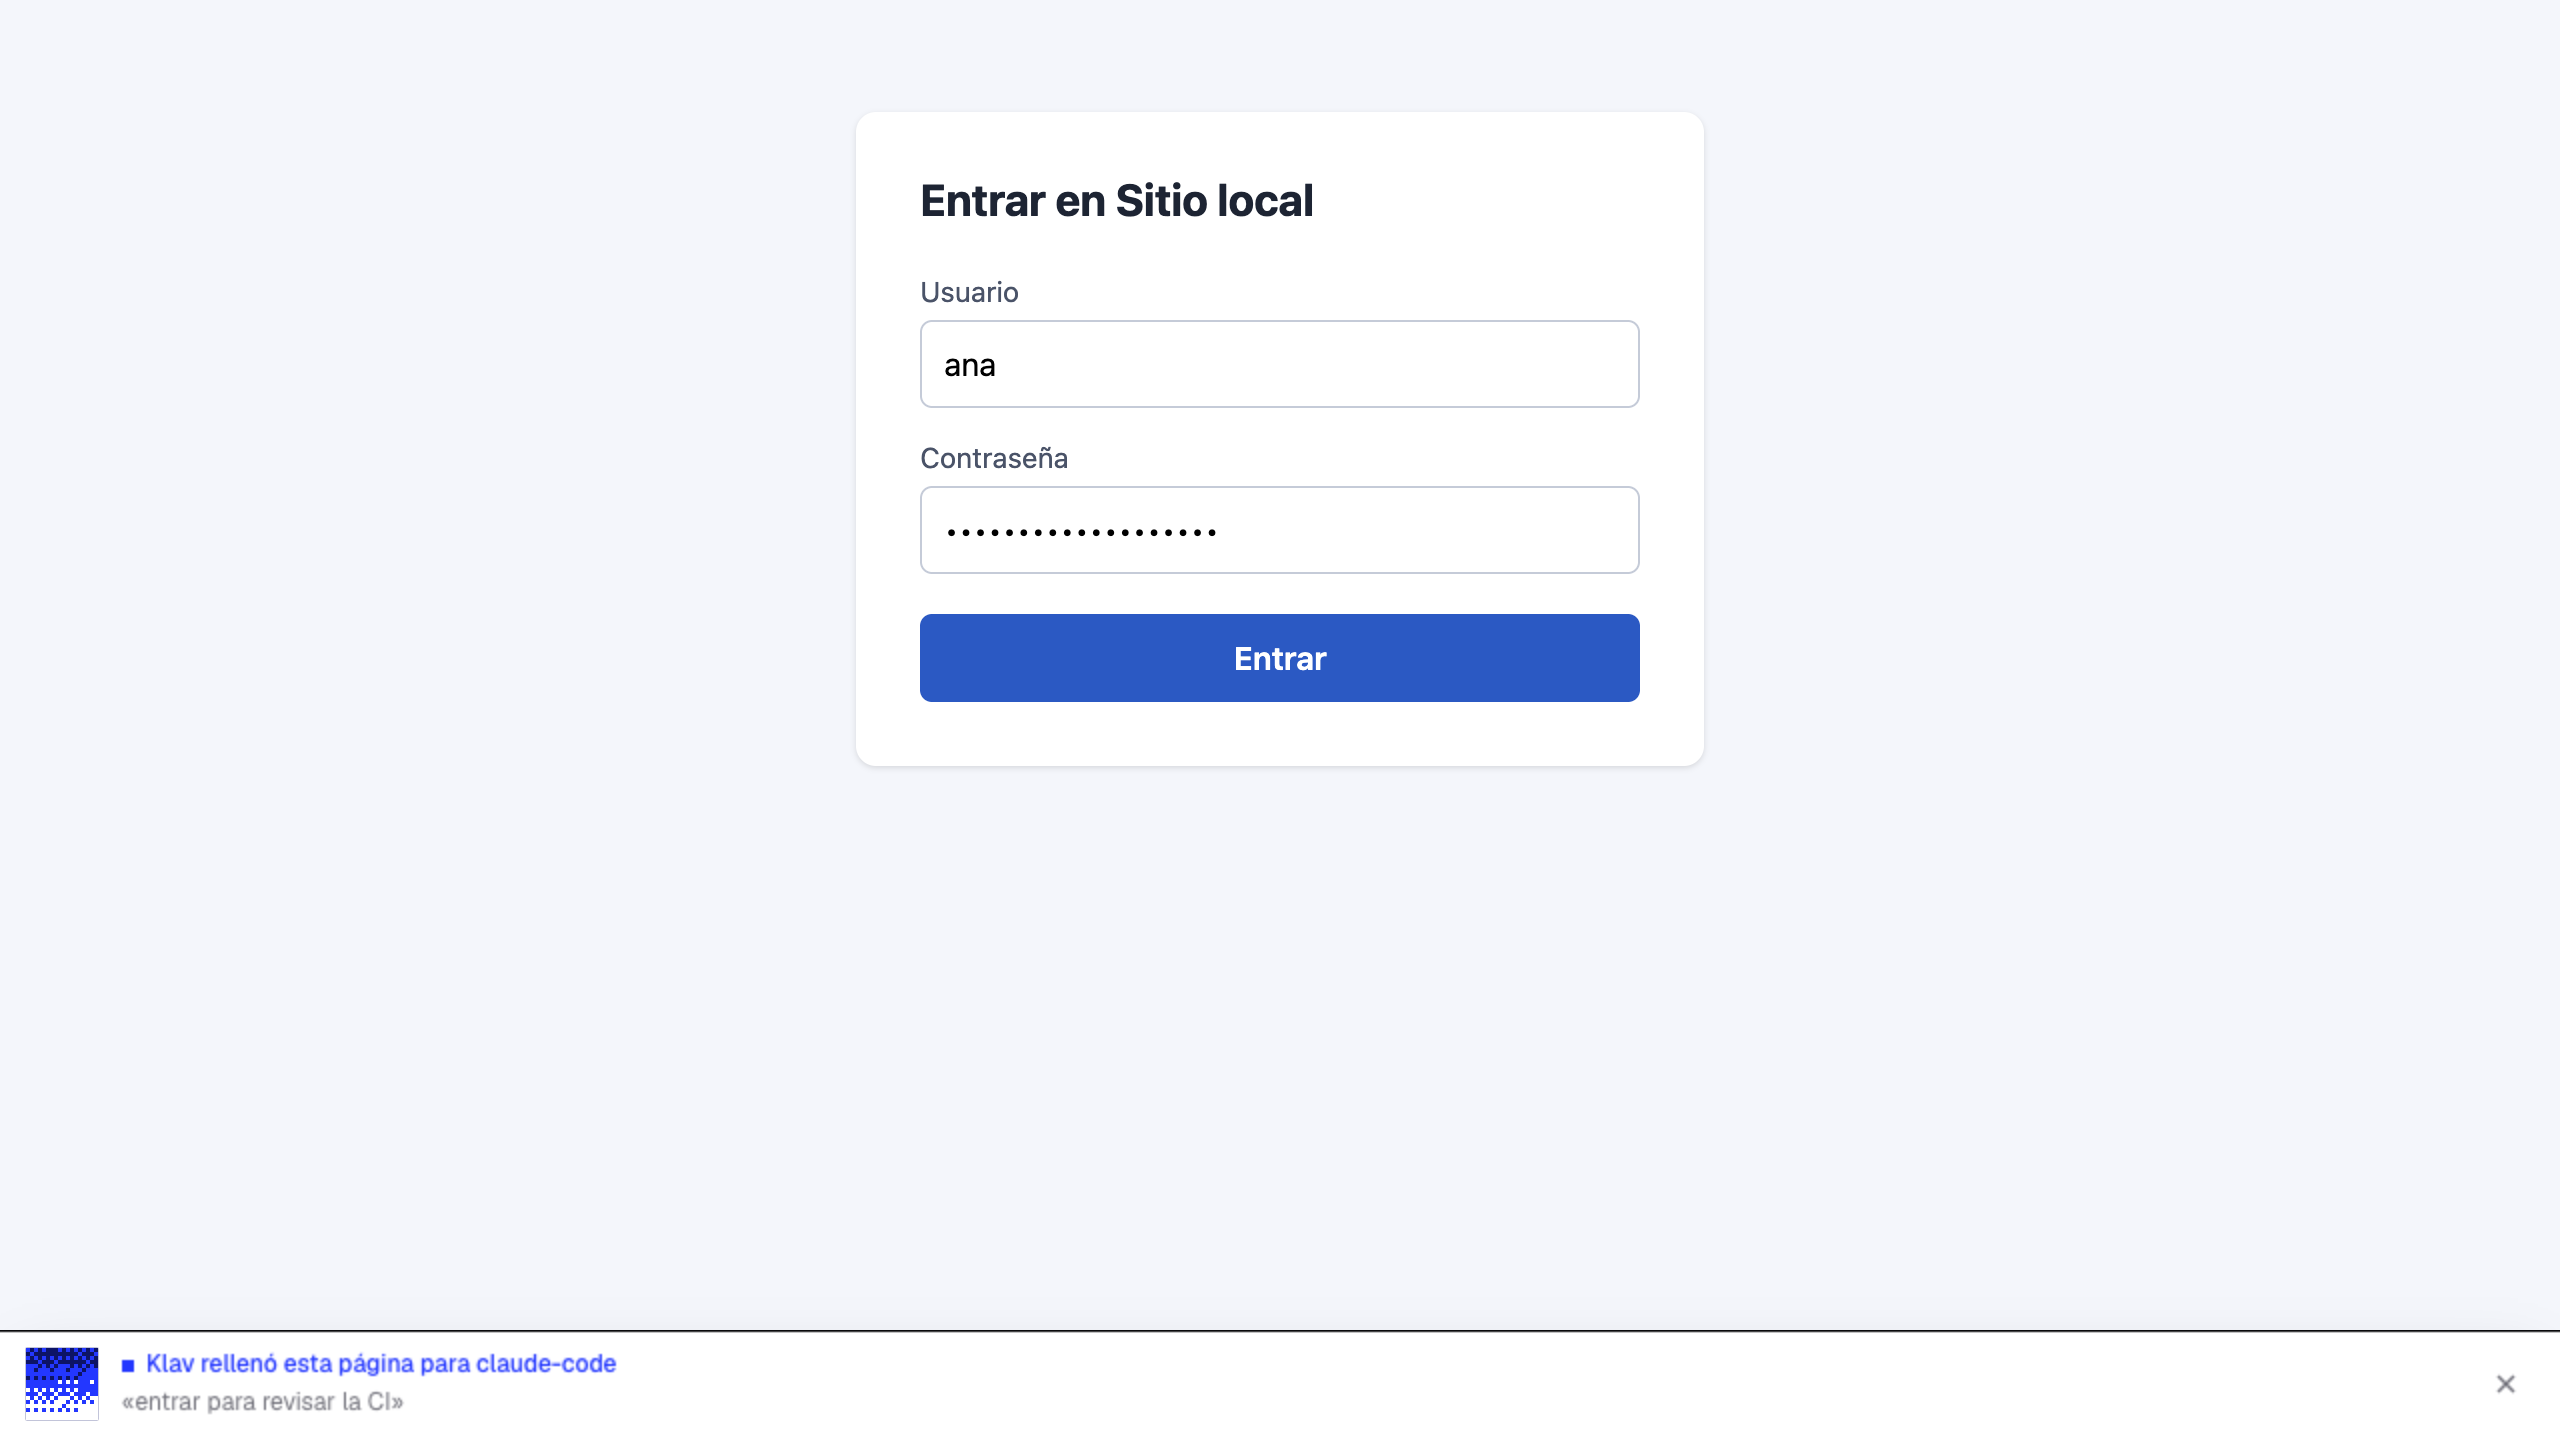 Entrar en Sitio local
Usuario
ana
Contraseña
•••••••••••••••••••
Entrar
Klav rellenó esta página para claude-code
«entrar para revisar la CI»